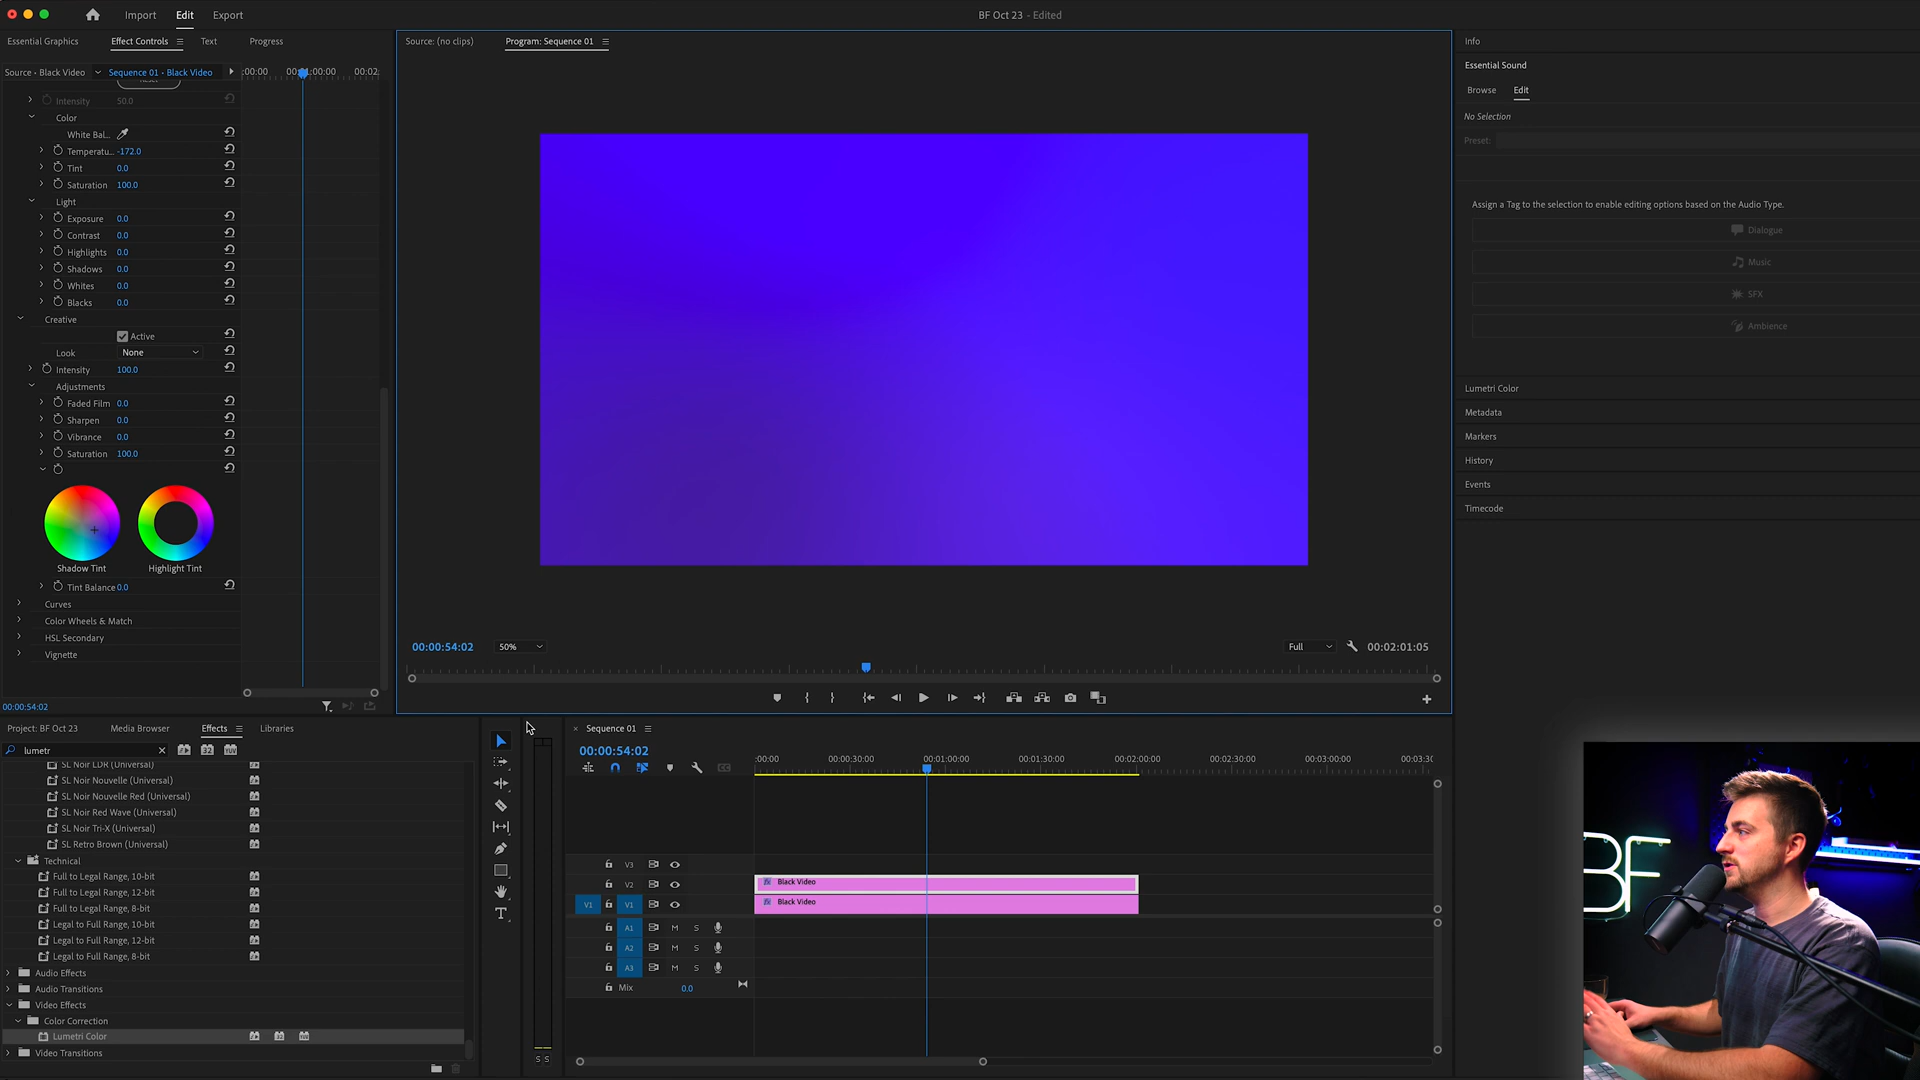 Import
Edit
Export
BF Oct 23 - Edited
Essential Graphics
Effect Controls
Text
Progress
Source • Black Video
Sequence 01 • Black Video
:00:00
00:01:00:00
00:02
Reset
Intensity 50.0
Color
White Bal...
Temperatu... -172.0
Tint 0.0
Saturation 100.0
Light
Exposure 0.0
Contrast 0.0
Highlights 0.0
Shadows 0.0
Whites 0.0
Blacks 0.0
Creative
Active
Look None
Intensity 100.0
Adjustments
Faded Film 0.0
Sharpen 0.0
Vibrance 0.0
Saturation 100.0
Shadow Tint
Highlight Tint
Tint Balance 0.0
Curves
Color Wheels & Match
HSL Secondary
Vignette
00:00:54:02
Source: (no clips)
Program: Sequence 01
00:00:54:02
50%
Full
00:02:01:05
Info
Essential Sound
Browse
Edit
No Selection
Preset:
Assign a Tag to the selection to enable editing options based on the Audio Type.
Dialogue
Music
SFX
Ambience
Lumetri Color
Metadata
Markers
History
Events
Timecode
Project: BF Oct 23
Media Browser
Effects
Libraries
lumetr
32
YUV
SL Noir LDR (Universal)
SL Noir Nouvelle (Universal)
SL Noir Nouvelle Red (Universal)
SL Noir Red Wave (Universal)
SL Noir Tri-X (Universal)
SL Retro Brown (Universal)
Technical
Full to Legal Range, 10-bit
Full to Legal Range, 12-bit
Full to Legal Range, 8-bit
Legal to Full Range, 10-bit
Legal to Full Range, 12-bit
Legal to Full Range, 8-bit
Audio Effects
Audio Transitions
Video Effects
Color Correction
Lumetri Color
Video Transitions
S S
Sequence 01
00:00:54:02
:00:00
00:00:30:00
00:01:00:00
00:01:30:00
00:02:00:00
00:02:30:00
00:03:00:00
00:03:30
V3
V2
Black Video
V1 V1
Black Video
A1 M S
A2 M S
A3 M S
Mix 0.0
BF